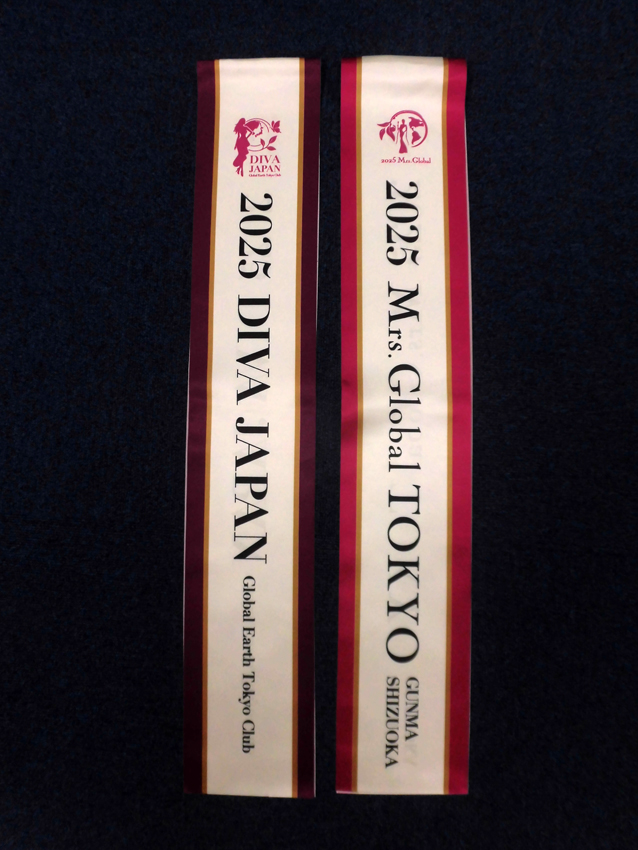 DIVA
JAPAN
Global Earth Tokyo Club
2025 DIVA JAPAN
Global Earth Tokyo Club
2025 Mrs. Global
2025 Mrs. Global TOKYO
GUNMA
SHIZUOKA